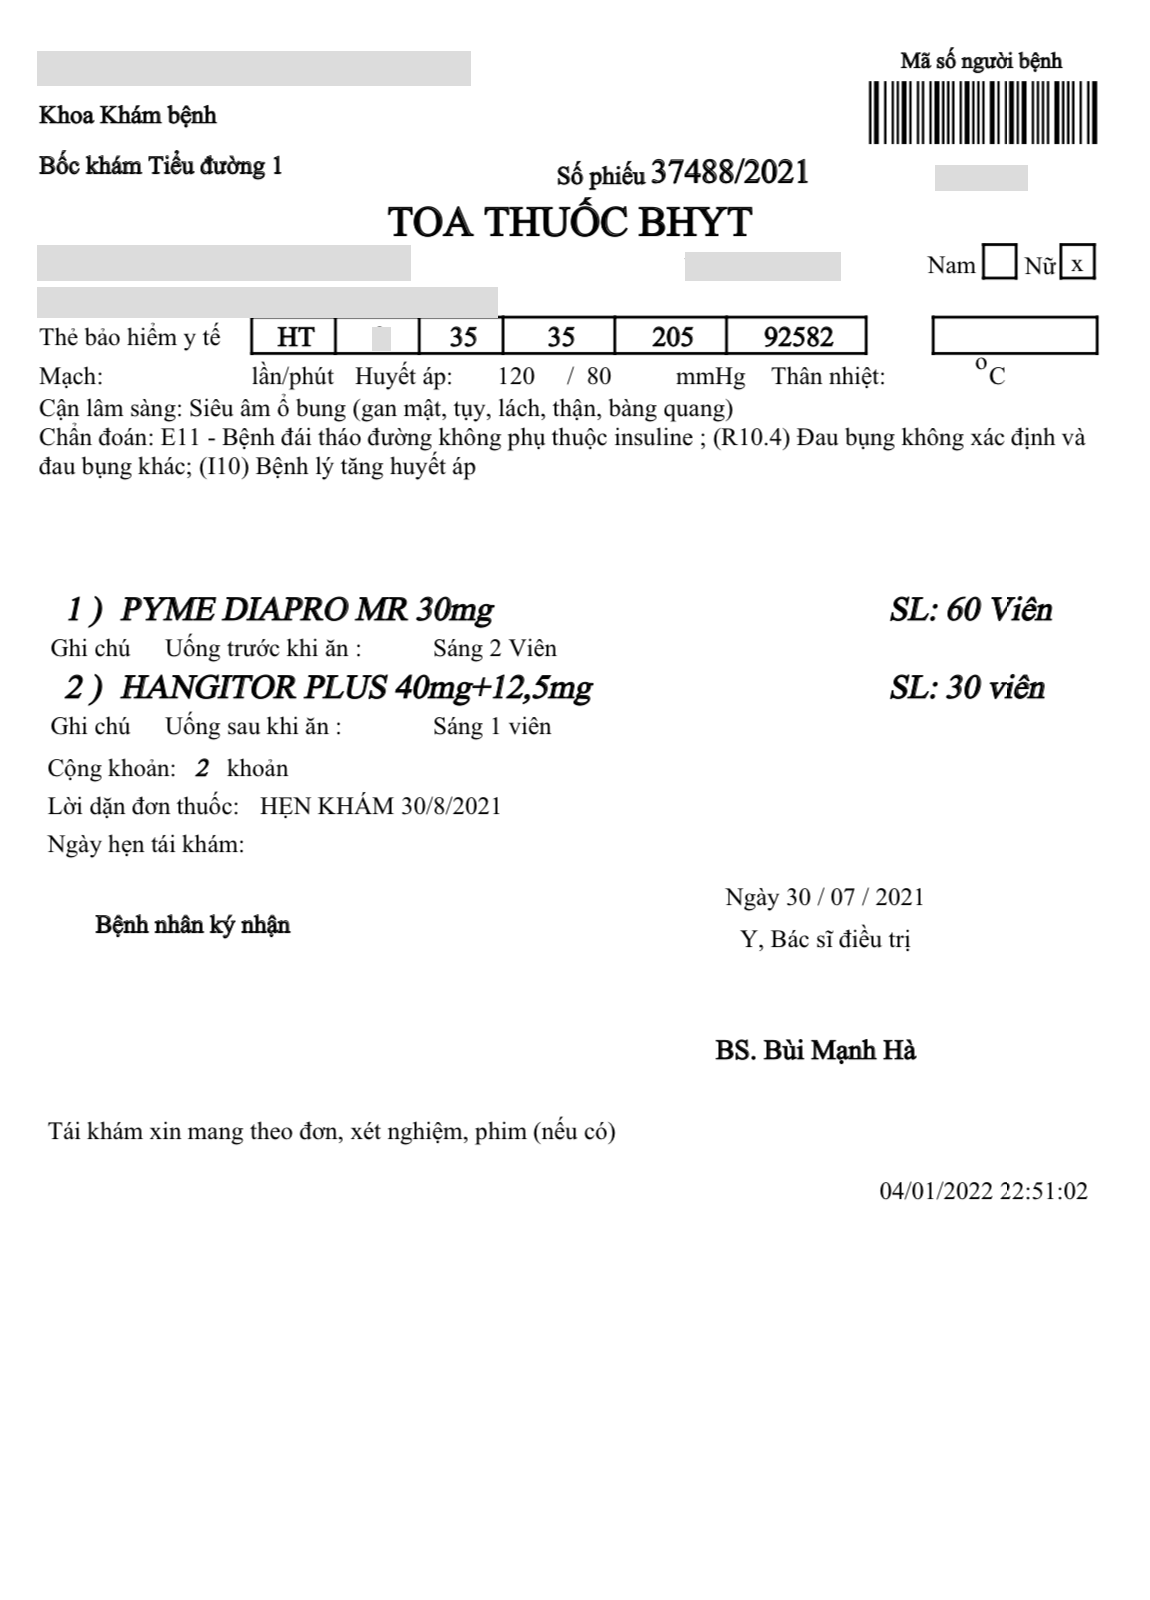 Mã số người bệnh
Khoa Khám bệnh
Bốc khám Tiểu đường 1
Số phiếu 37488/2021
TOA THUỐC BHYT
Nam Nữ x
Thẻ bảo hiểm y tế HT 35 35 205 92582
Mạch: lần/phút Huyết áp: 120 / 80 mmHg Thân nhiệt: oC
Cận lâm sàng: Siêu âm ổ bung (gan mật, tụy, lách, thận, bàng quang)
Chẩn đoán: E11 - Bệnh đái tháo đường không phụ thuộc insuline ; (R10.4) Đau bụng không xác định và
đau bụng khác; (I10) Bệnh lý tăng huyết áp
1 ) PYME DIAPRO MR 30mg SL: 60 Viên
Ghi chú Uống trước khi ăn : Sáng 2 Viên
2 ) HANGITOR PLUS 40mg+12,5mg SL: 30 viên
Ghi chú Uống sau khi ăn : Sáng 1 viên
Cộng khoản: 2 khoản
Lời dặn đơn thuốc: HẸN KHÁM 30/8/2021
Ngày hẹn tái khám:
Ngày 30 / 07 / 2021
Bệnh nhân ký nhận
Y, Bác sĩ điều trị
BS. Bùi Mạnh Hà
Tái khám xin mang theo đơn, xét nghiệm, phim (nếu có)
04/01/2022 22:51:02